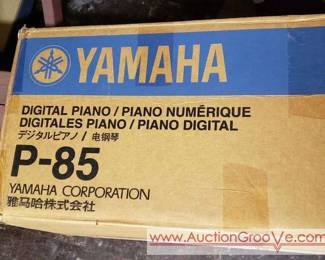 YAMAHA
DIGITAL PIANO / PIANO NUMÉRIQUE
DIGITALES PIANO / PIANO DIGITAL
デジタルピアノ / 电钢琴
P-85
YAMAHA CORPORATION
雅马哈株式会社
www.AuctionGroove.com